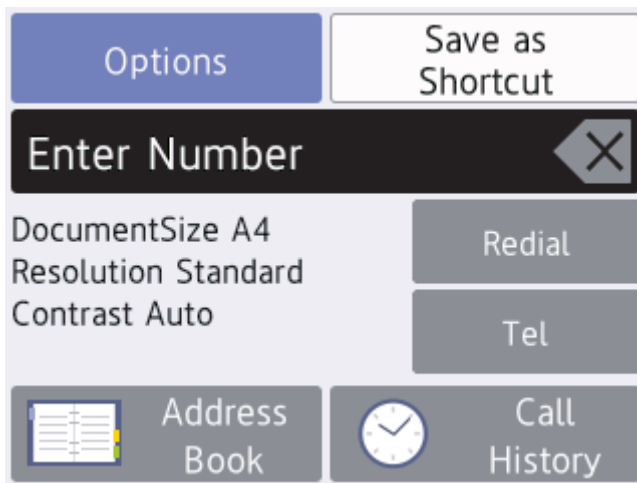 Options
Save as
Shortcut
Enter Number
DocumentSize A4
Resolution Standard
Contrast Auto
Redial
Tel
Address
Book
Call
History